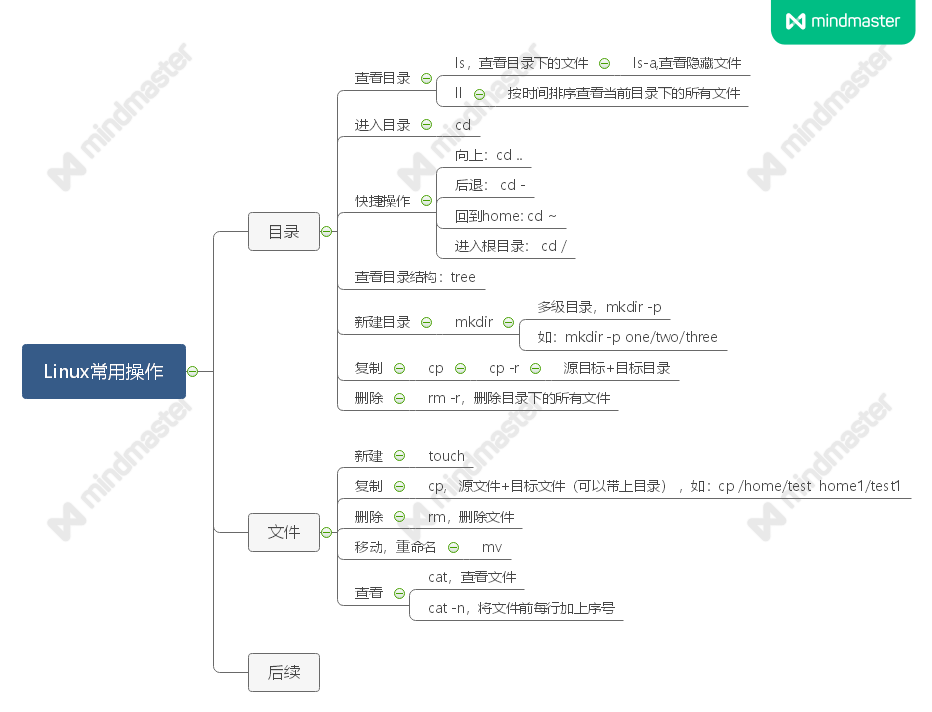 mindmaster
Linux常用操作
目录
查看目录
ls，查看目录下的文件
ls-a,查看隐藏文件
ll
按时间排序查看当前目录下的所有文件
进入目录
cd
快捷操作
向上：cd ..
后退： cd -
回到home: cd ~
进入根目录： cd /
查看目录结构：tree
新建目录
mkdir
多级目录，mkdir -p
如：mkdir -p one/two/three
复制
cp
cp -r
源目标+目标目录
删除
rm -r，删除目录下的所有文件
文件
新建
touch
复制
cp，源文件+目标文件（可以带上目录），如：cp /home/test home1/test1
删除
rm，删除文件
移动，重命名
mv
查看
cat，查看文件
cat -n，将文件前每行加上序号
后续
mindmaster
mindmaster
mindmaster
mindmaster
mindmaster
mindmaster